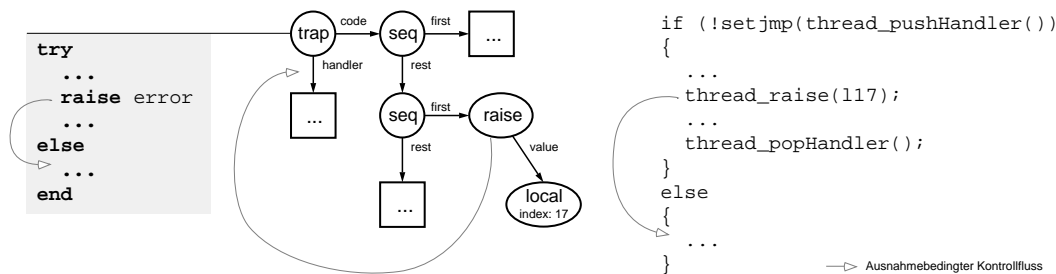 try
...
raise error
...
else
...
end
trap
code
seq
first
...
handler
rest
...
seq
first
raise
rest
value
...
local
index: 17
if (!setjmp(thread_pushHandler())
{
...
thread_raise(l17);
...
thread_popHandler();
}
else
{
...
}
Ausnahmebedingter Kontrollfluss